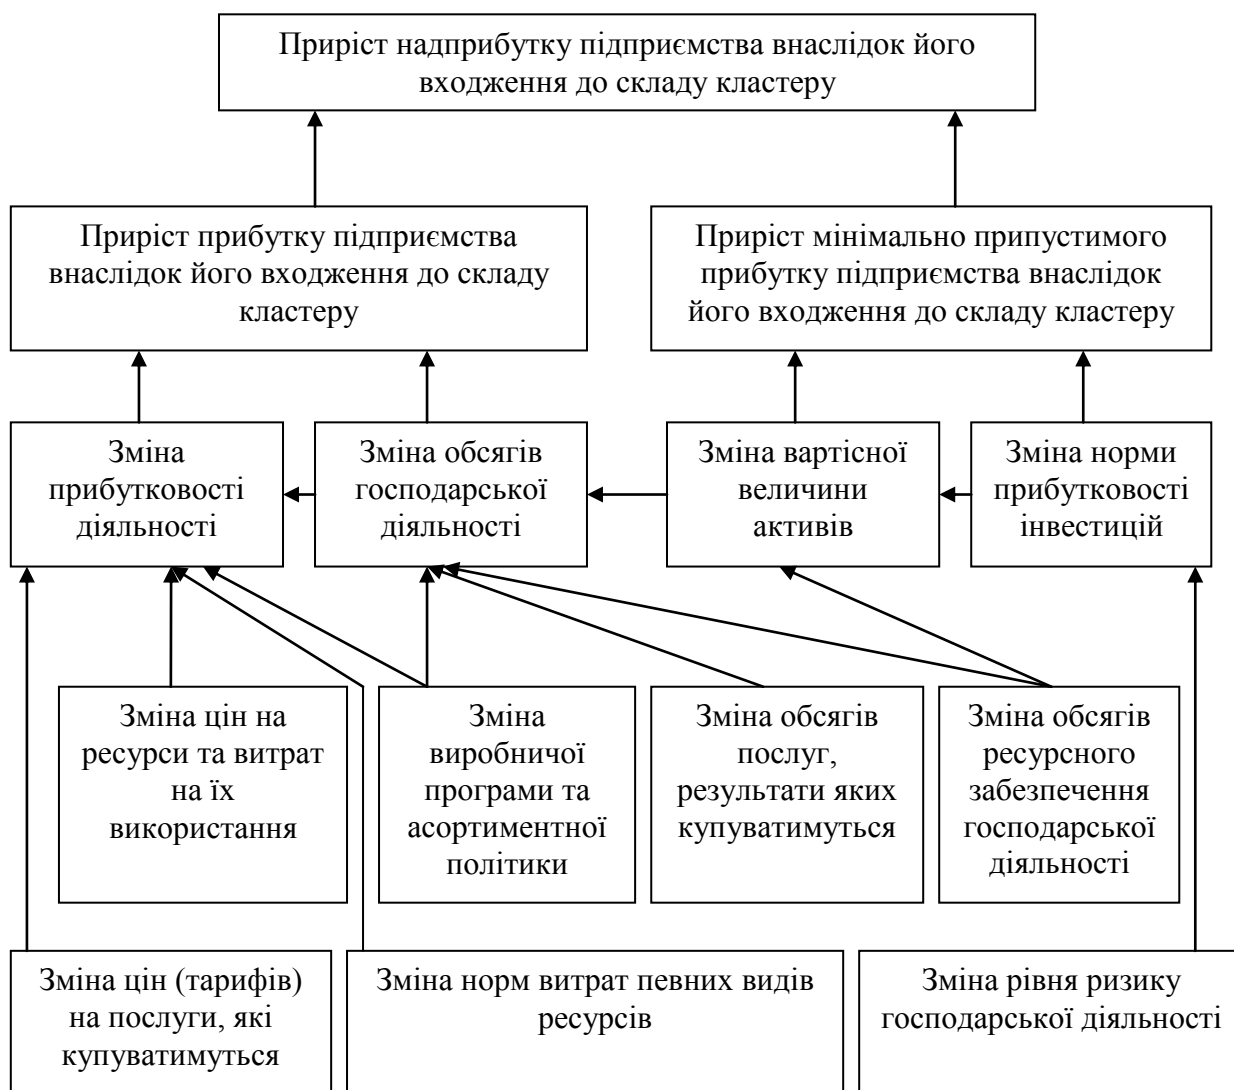 Приріст надприбутку підприємства внаслідок його
входження до складу кластеру
Приріст прибутку підприємства
внаслідок його входження до складу
кластеру
Приріст мінімально припустимого
прибутку підприємства внаслідок
його входження до складу кластеру
Зміна
прибутковості
діяльності
Зміна обсягів
господарської
діяльності
Зміна вартісної
величини
активів
Зміна норми
прибутковості
інвестицій
Зміна цін на
ресурси та витрат
на їх
використання
Зміна
виробничої
програми та
асортиментної
політики
Зміна обсягів
послуг,
результати яких
купуватимуться
Зміна обсягів
ресурсного
забезпечення
господарської
діяльності
Зміна цін (тарифів)
на послуги, які
купуватимуться
Зміна норм витрат певних видів
ресурсів
Зміна рівня ризику
господарської діяльності